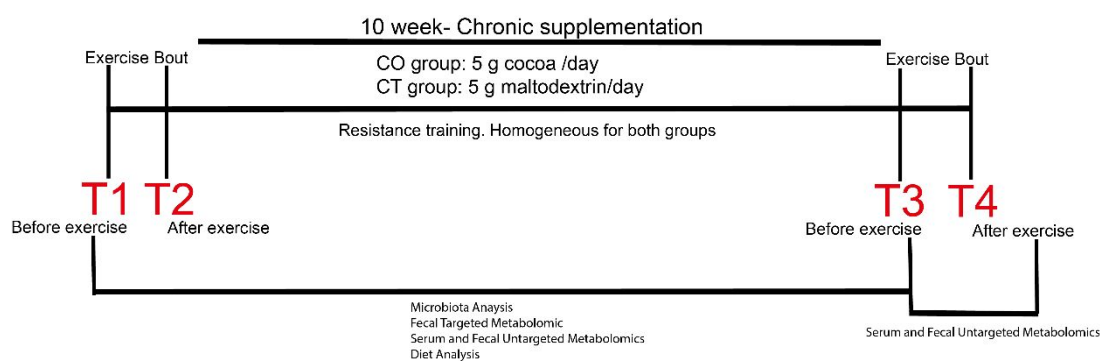 10 week- Chronic supplementation
Exercise Bout
CO group: 5 g cocoa /day
CT group: 5 g maltodextrin/day
Exercise Bout
Resistance training. Homogeneous for both groups
T1 T2
T3 T4
Before exercise
After exercise
Before exercise
After exercise
Microbiota Anaysis
Fecal Targeted Metabolomic
Serum and Fecal Untargeted Metabolomics
Diet Analysis
Serum and Fecal Untargeted Metabolomics